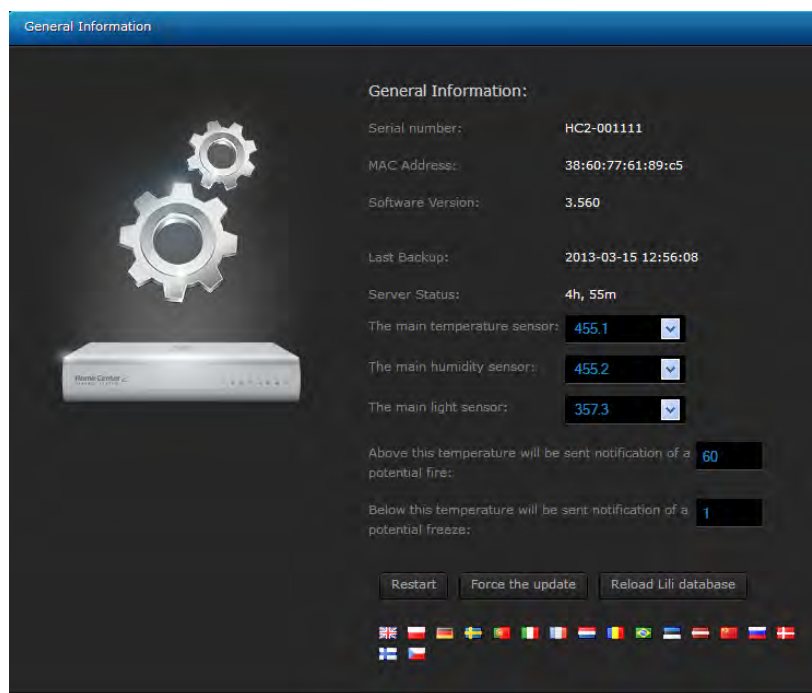 General Information
General Information:
Serial number: HC2-001111
MAC Address: 38:60:77:61:89:c5
Software Version: 3.560
Last Backup: 2013-03-15 12:56:08
Server Status: 4h, 55m
The main temperature sensor: 455.1
The main humidity sensor: 455.2
The main light sensor: 357.3
Above this temperature will be sent notification of a 60
potential fire:
Below this temperature will be sent notification of a 1
potential freeze:
Restart Force the update Reload Lili database
Home Center 2